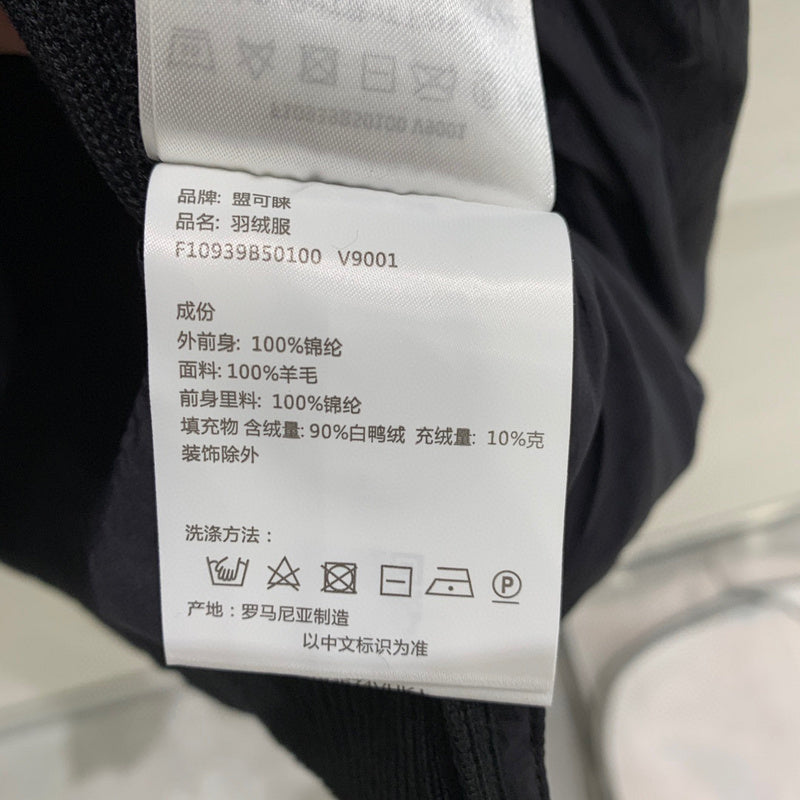 F10939B50100 V9001
品牌: 盟可睐
品名: 羽绒服
F10939B50100 V9001
成份
外前身: 100%锦纶
面料: 100%羊毛
前身里料: 100%锦纶
填充物 含绒量: 90%白鸭绒 充绒量: 10%克
装饰除外
洗涤方法：
P
产地：罗马尼亚制造
以中文标识为准